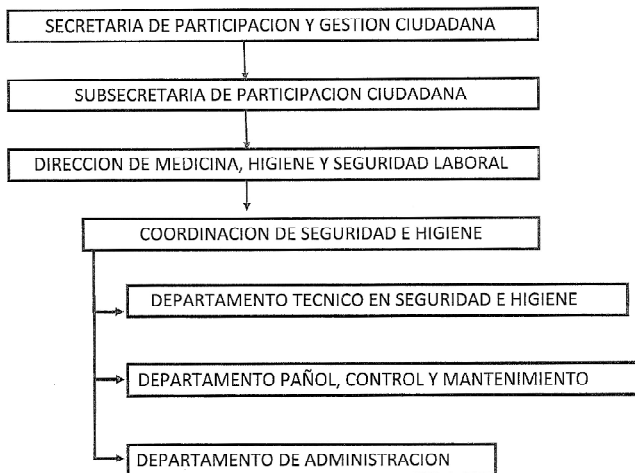 SECRETARIA DE PARTICIPACION Y GESTION CIUDADANA
SUBSECRETARIA DE PARTICIPACION CIUDADANA
DIRECCION DE MEDICINA, HIGIENE Y SEGURIDAD LABORAL
COORDINACION DE SEGURIDAD E HIGIENE
DEPARTAMENTO TECNICO EN SEGURIDAD E HIGIENE
DEPARTAMENTO PAÑOL, CONTROL Y MANTENIMIENTO
DEPARTAMENTO DE ADMINISTRACION